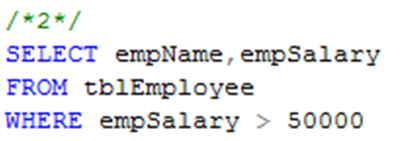 /*2*/
SELECT empName,empSalary
FROM tblEmployee
WHERE empSalary > 50000